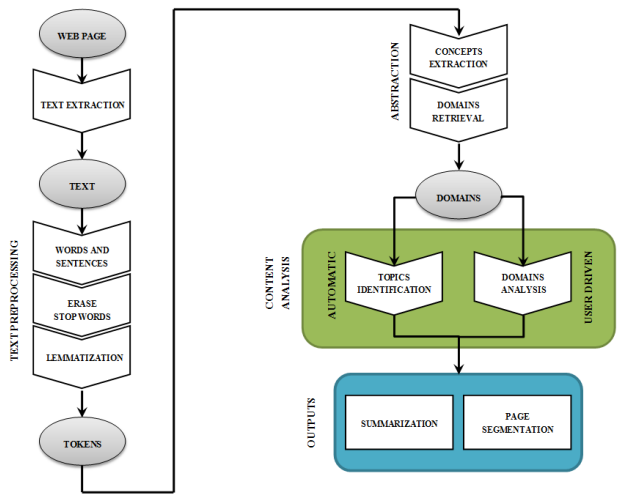 WEB PAGE
TEXT EXTRACTION
TEXT
TEXT PREPROCESSING
WORDS AND
SENTENCES
ERASE
STOP WORDS
LEMMATIZATION
TOKENS
ABSTRACTION
CONCEPTS
EXTRACTION
DOMAINS
RETRIEVAL
DOMAINS
CONTENT
ANALYSIS
AUTOMATIC
TOPICS
IDENTIFICATION
DOMAINS
ANALYSIS
USER DRIVEN
OUTPUTS
SUMMARIZATION
PAGE
SEGMENTATION